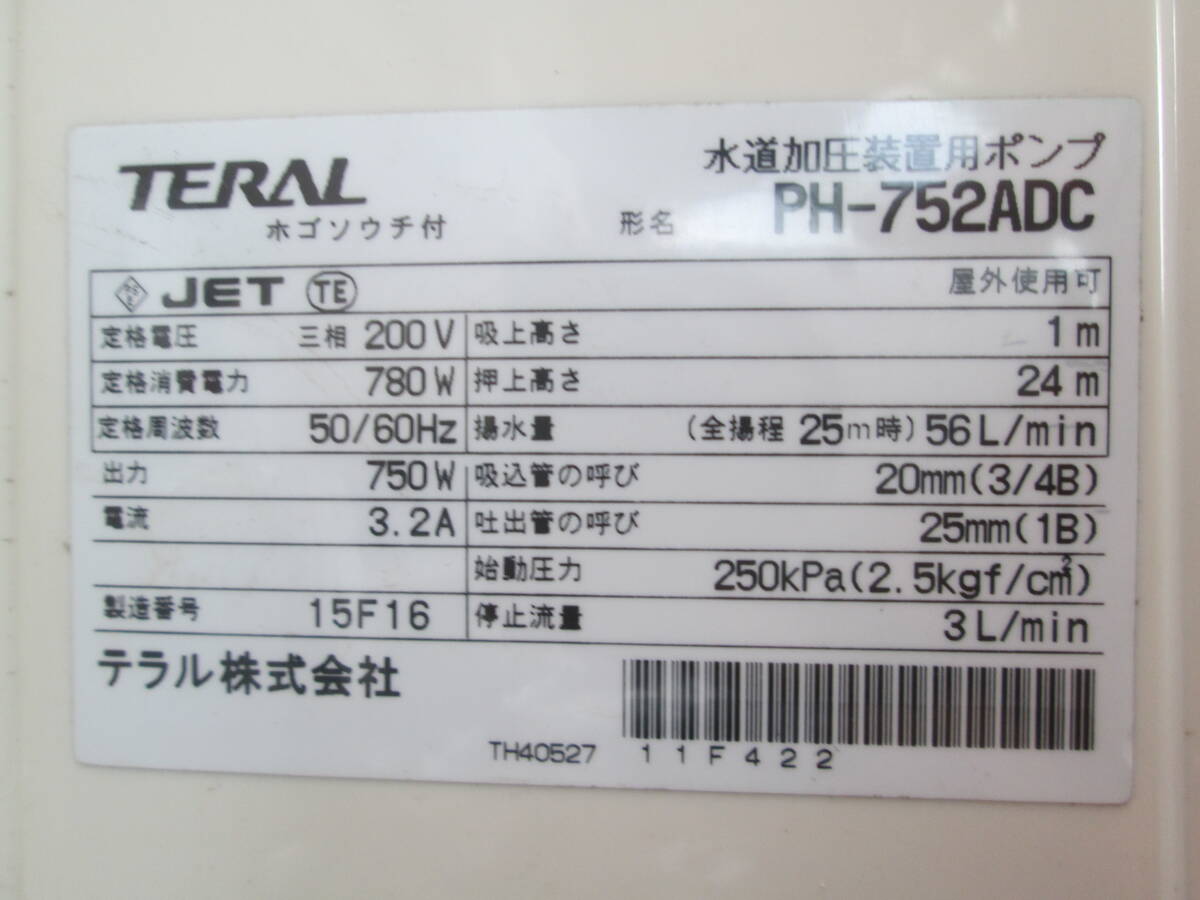 TERAL 水道加圧装置用ポンプ
ホゴソウチ付 形名 PH-752ADC
JET TE 屋外使用可
定格電圧 三相 200V 吸上高さ 1m
定格消費電力 780W 押上高さ 24m
定格周波数 50/60Hz 揚水量 (全揚程 25m時) 56L/min
出力 750W 吸込管の呼び 20mm(3/4B)
電流 3.2A 吐出管の呼び 25mm(1B)
始動圧力 250kPa(2.5kgf/cm²)
製造番号 15F16 停止流量 3L/min
テラル株式会社
TH40527 11F422